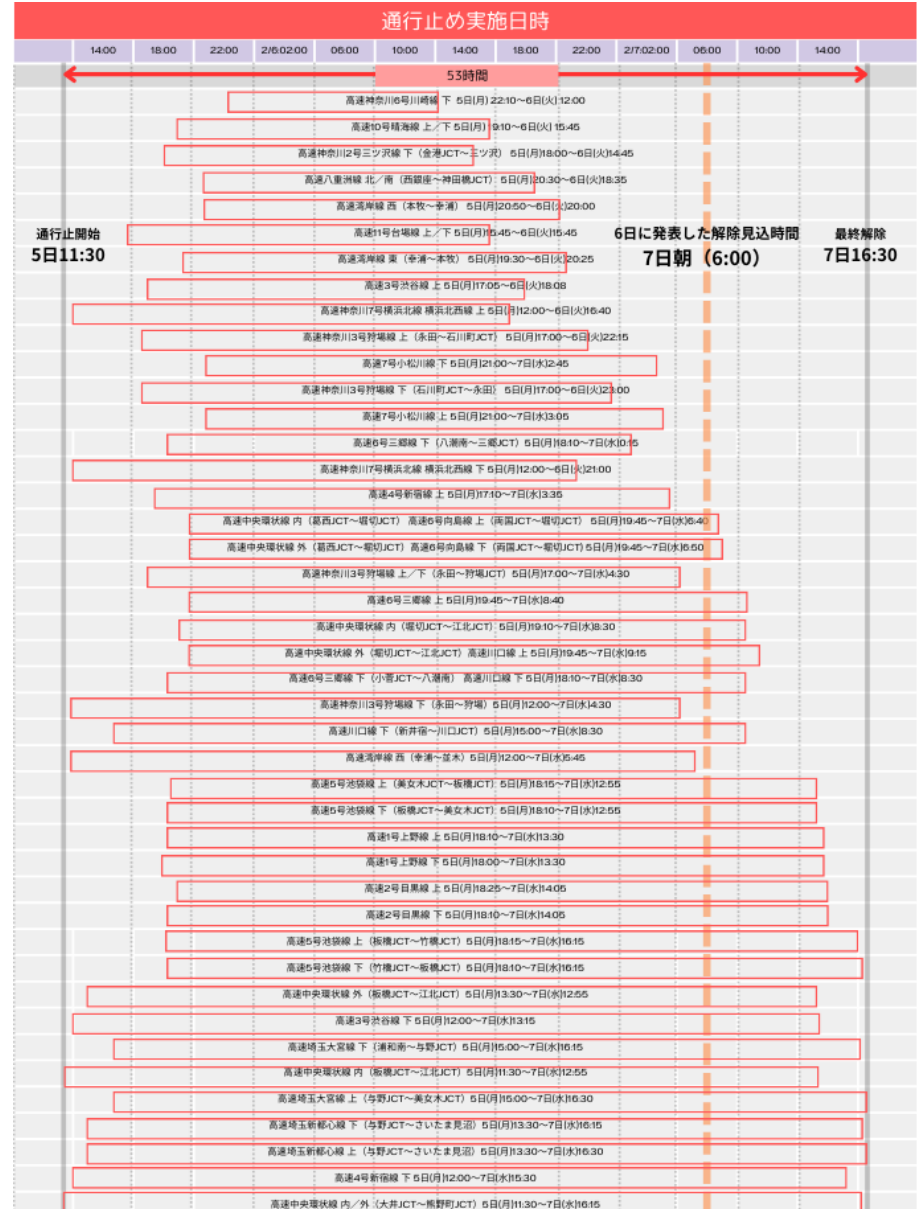 通行止め実施日時
14:00 18:00 22:00 2/6:02:00 06:00 10:00 14:00 18:00 22:00 2/7:02:00 06:00 10:00 14:00
53時間
高速神奈川6号川崎線 下 5日(月) 22:10〜6日(火) 12:00
高速10号晴海線 上／下 5日(月) 19:10〜6日(火) 15:45
高速神奈川2号三ツ沢線 下（金港JCT〜三ツ沢） 5日(月)18:00〜6日(火)14:45
高速八重洲線 北／南（西銀座〜神田橋JCT） 5日(月)20:30〜6日(火)18:35
高速湾岸線 西（本牧〜幸浦） 5日(月)20:50〜6日(火)20:00
通行止開始
5日11:30
高速11号台場線 上／下 5日(月)15:45〜6日(火)15:45
6日に発表した解除見込時間
7日朝（6:00）
最終解除
7日16:30
高速湾岸線 東（幸浦〜本牧） 5日(月)19:30〜6日(火)20:25
高速3号渋谷線 上 5日(月)17:05〜6日(火)18:08
高速神奈川7号横浜北線 横浜北西線 上 5日(月)12:00〜6日(火)16:40
高速神奈川3号狩場線 上（永田〜石川町JCT） 5日(月)17:00〜6日(火)22:15
高速7号小松川線 下 5日(月)21:00〜7日(水)2:45
高速神奈川3号狩場線 下（石川町JCT〜永田） 5日(月)17:00〜6日(火)23:00
高速7号小松川線 上 5日(月)21:00〜7日(水)3:05
高速6号三郷線 下（八潮南〜三郷JCT） 5日(月)18:10〜7日(水)0:15
高速神奈川7号横浜北線 横浜北西線 下 5日(月)12:00〜6日(火)21:00
高速4号新宿線 上 5日(月)17:10〜7日(水)3:35
高速中央環状線 内（葛西JCT〜堀切JCT） 高速6号向島線 上（両国JCT〜堀切JCT） 5日(月)19:45〜7日(水)6:40
高速中央環状線 外（葛西JCT〜堀切JCT）高速6号向島線 下（両国JCT〜堀切JCT) 5日(月)19:45〜7日(水)6:50
高速神奈川3号狩場線 上／下（永田〜狩場JCT） 5日(月)17:00〜7日(水)4:30
高速6号三郷線 上 5日(月)19:45〜7日(水)8:40
高速中央環状線 内（堀切JCT〜江北JCT） 5日(月)19:10〜7日(水)8:30
高速中央環状線 外（堀切JCT〜江北JCT）高速川口線 上 5日(月)19:45〜7日(水)9:15
高速6号三郷線 下（小菅JCT〜八潮南） 高速川口線 下 5日(月)18:10〜7日(水)8:30
高速神奈川3号狩場線 下（永田〜狩場）5日(月)12:00〜7日(水)4:30
高速川口線 下（新井宿〜川口JCT）5日(月)15:00〜7日(水)8:30
高速湾岸線 西（幸浦〜並木）5日(月)12:00〜7日(水)5:45
高速5号池袋線 上（美女木JCT〜板橋JCT） 5日(月)18:15〜7日(水)12:55
高速5号池袋線 下（板橋JCT〜美女木JCT） 5日(月)18:10〜7日(水)12:55
高速1号上野線 上 5日(月)18:10〜7日(水)13:30
高速1号上野線 下 5日(月)18:00〜7日(水)13:30
高速2号目黒線 上 5日(月)18:25〜7日(水)14:05
高速2号目黒線 下 5日(月)18:10〜7日(水)14:05
高速5号池袋線 上（板橋JCT〜竹橋JCT）5日(月)18:15〜7日(水)16:15
高速5号池袋線 下（竹橋JCT〜板橋JCT）5日(月)18:10〜7日(水)16:15
高速中央環状線 外（板橋JCT〜江北JCT）5日(月)13:30〜7日(水)12:55
高速3号渋谷線 下 5日(月)12:00〜7日(水)13:15
高速埼玉大宮線 下（浦和南〜与野JCT）5日(月)15:00〜7日(水)16:15
高速中央環状線 内（板橋JCT〜江北JCT）5日(月)11:30〜7日(水)12:55
高速埼玉大宮線 上（与野JCT〜美女木JCT）5日(月)15:00〜7日(水)16:30
高速埼玉新都心線 下（与野JCT〜さいたま見沼）5日(月)13:30〜7日(水)16:15
高速埼玉新都心線 上（与野JCT〜さいたま見沼）5日(月)13:30〜7日(水)16:30
高速4号新宿線 下 5日(月)12:00〜7日(水)15:30
高速中央環状線 内／外（大井JCT〜熊野町JCT）5日(月)11:30〜7日(水)16:15